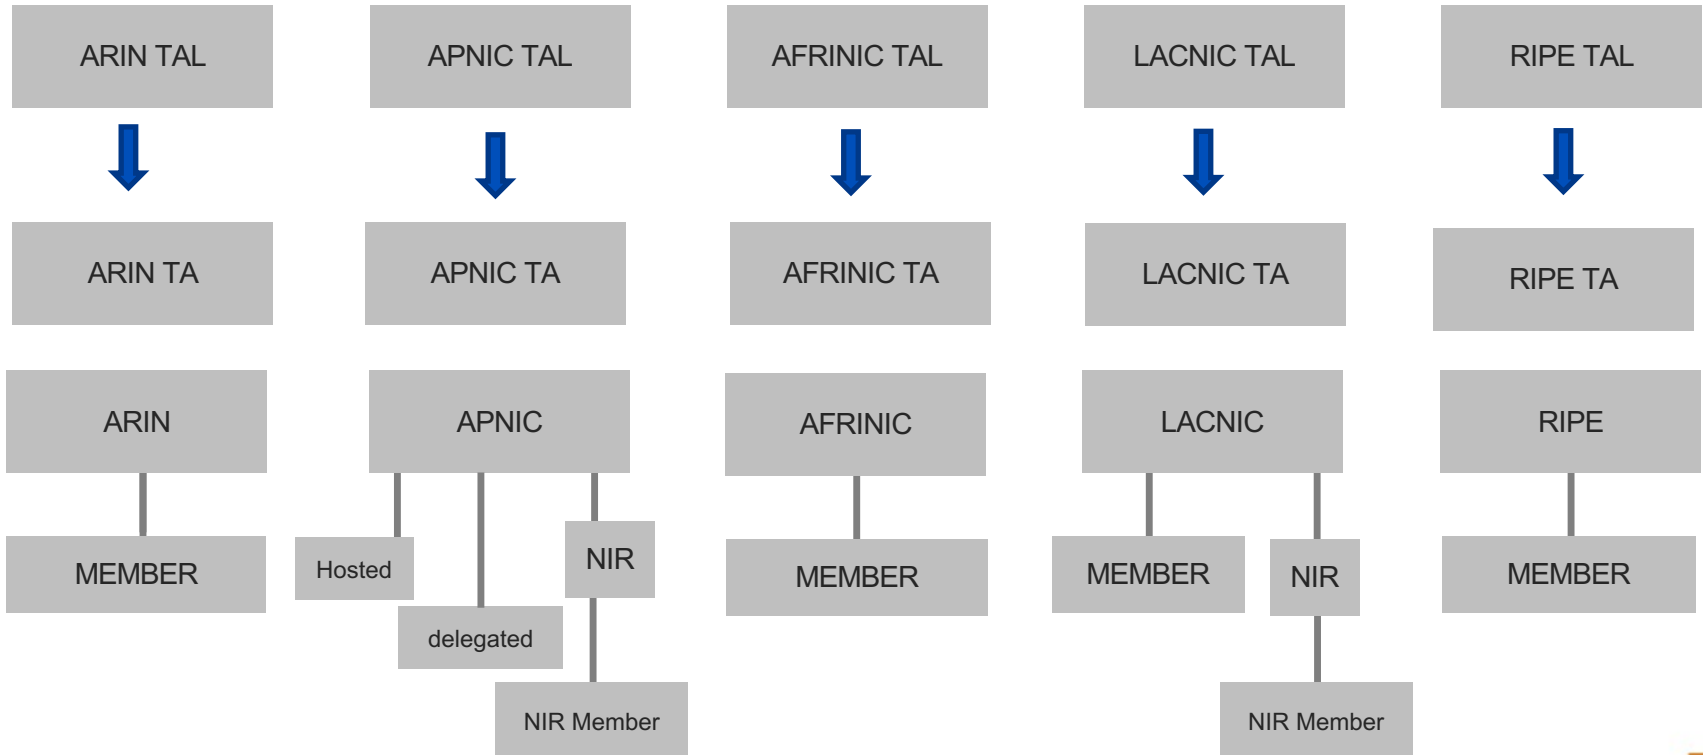 ARIN TAL
APNIC TAL
AFRINIC TAL
LACNIC TAL
RIPE TAL
ARIN TA
APNIC TA
AFRINIC TA
LACNIC TA
RIPE TA
ARIN
APNIC
AFRINIC
LACNIC
RIPE
MEMBER
Hosted
NIR
MEMBER
MEMBER
NIR
MEMBER
delegated
NIR Member
NIR Member